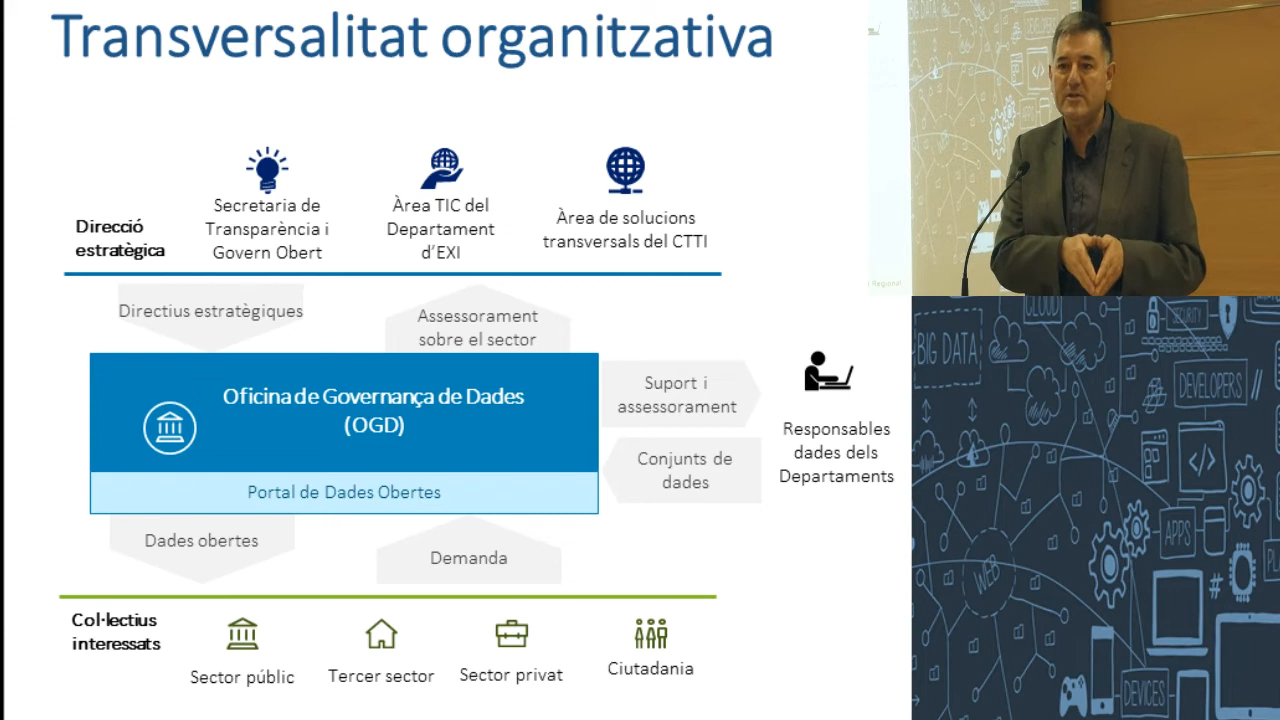 Transversalitat organitzativa
Direcció
estratègica
Secretaria de
Transparència i
Govern Obert
Àrea TIC del
Departament
d'EXI
Àrea de solucions
transversals del CTTI
Directius estratègiques
Assessorament
sobre el sector
Oficina de Governança de Dades
(OGD)
Portal de Dades Obertes
Suport i
assessorament
Conjunts de
dades
Responsables
dades dels
Departaments
Dades obertes
Demanda
Col·lectius
interessats
Sector públic
Tercer sector
Sector privat
Ciutadania
Regional
CLOUD
SECURITY
BIG DATA
DEVELOPERS
//
</>
APPS
WEB
#
DEVICES